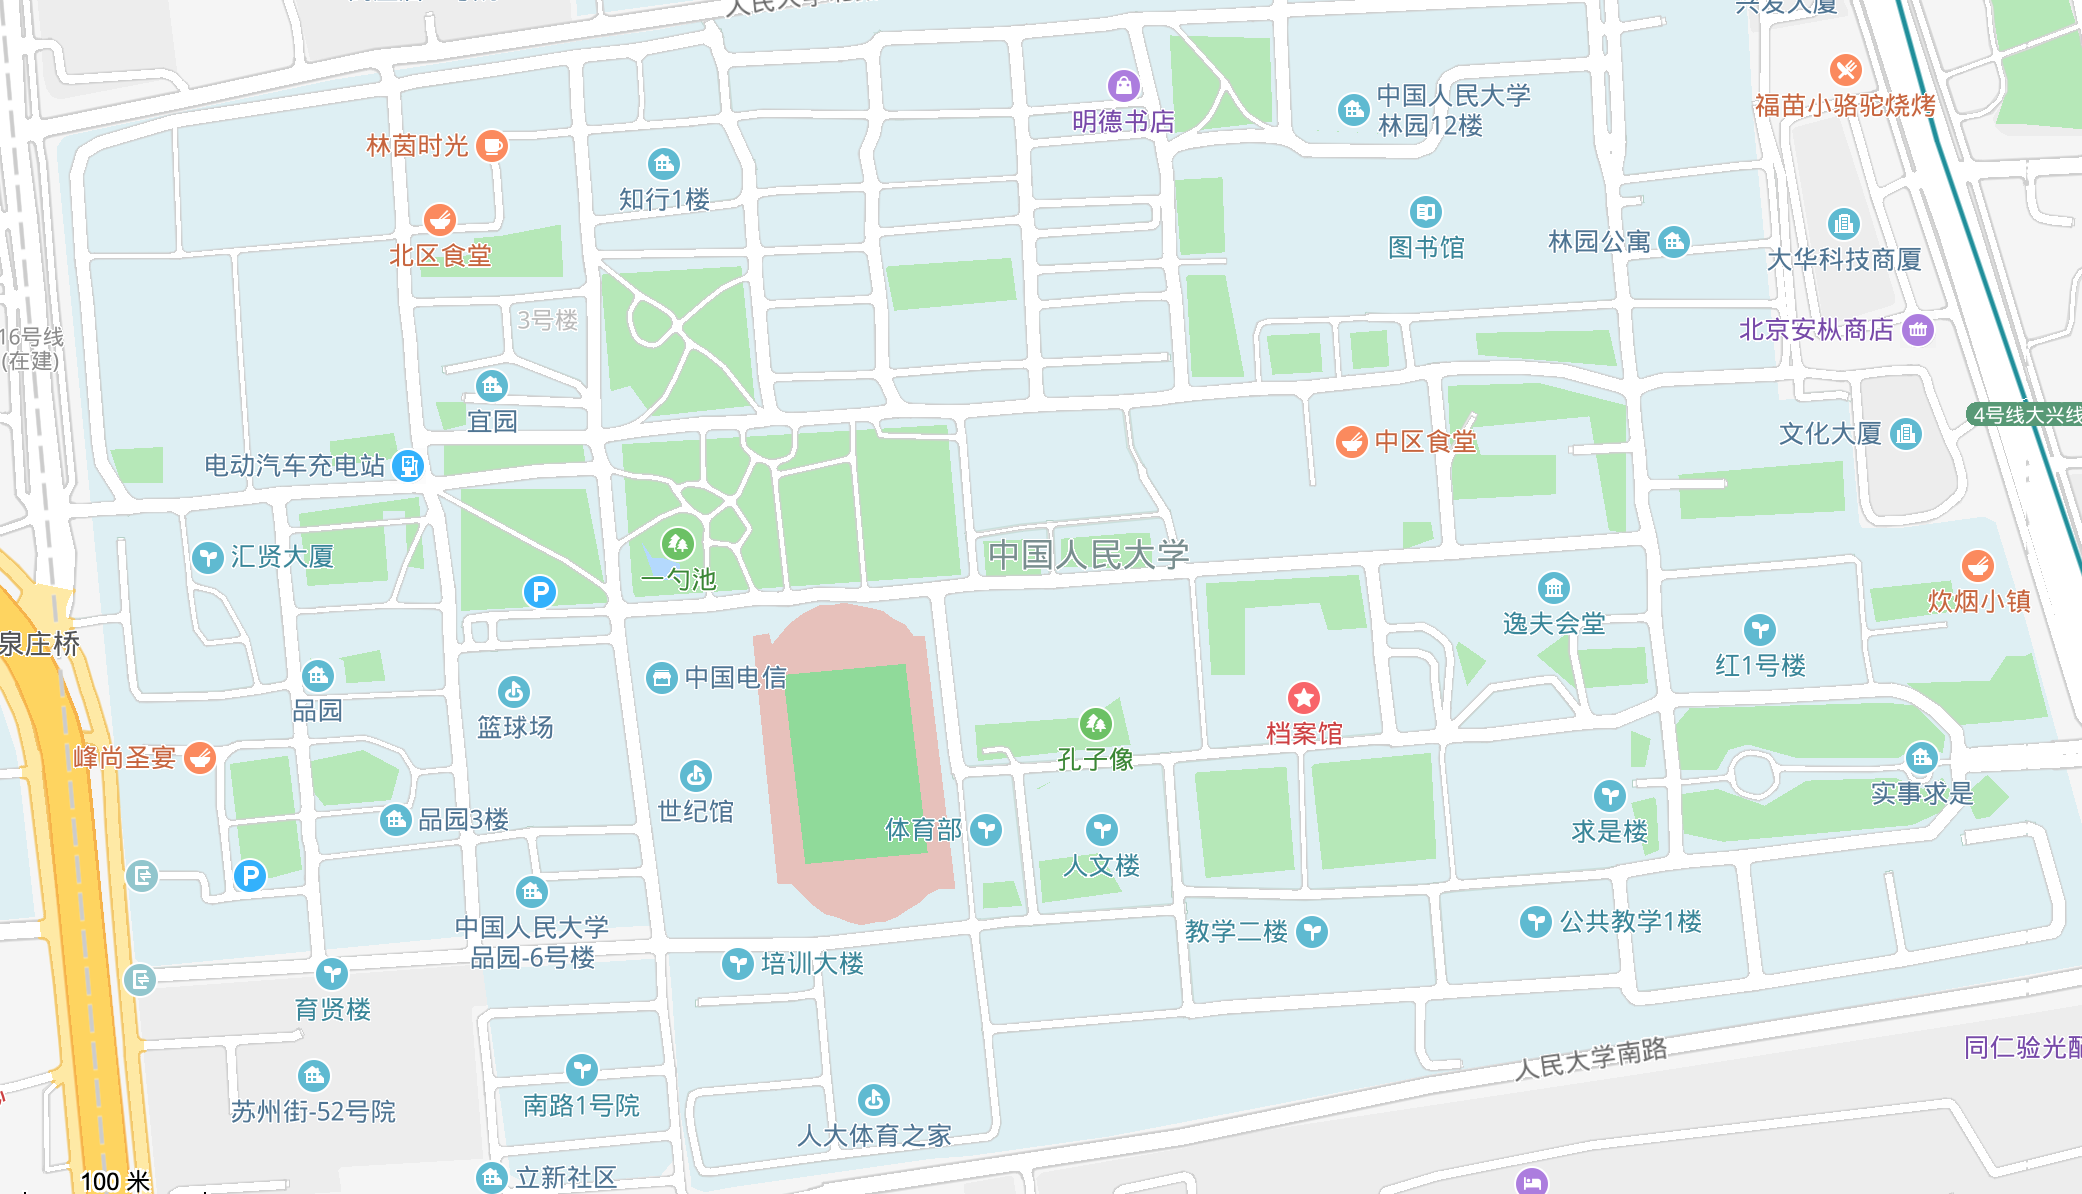 兴发大厦
福苗小骆驼烧烤
明德书店
中国人民大学
林园12楼
林茵时光
知行1楼
北区食堂
图书馆
林园公寓
大华科技商厦
16号线
(在建)
3号楼
北京安枞商店
宜园
4号线大兴线
文化大厦
中区食堂
电动汽车充电站
汇贤大厦
P
一勺池
中国人民大学
逸夫会堂
炊烟小镇
泉庄桥
红1号楼
品园
篮球场
中国电信
档案馆
孔子像
峰尚圣宴
世纪馆
品园3楼
体育部
人文楼
求是楼
实事求是
P
中国人民大学
品园-6号楼
教学二楼
公共教学1楼
培训大楼
育贤楼
人民大学南路
同仁验光配
南路1号院
苏州街-52号院
人大体育之家
立新社区
100 米